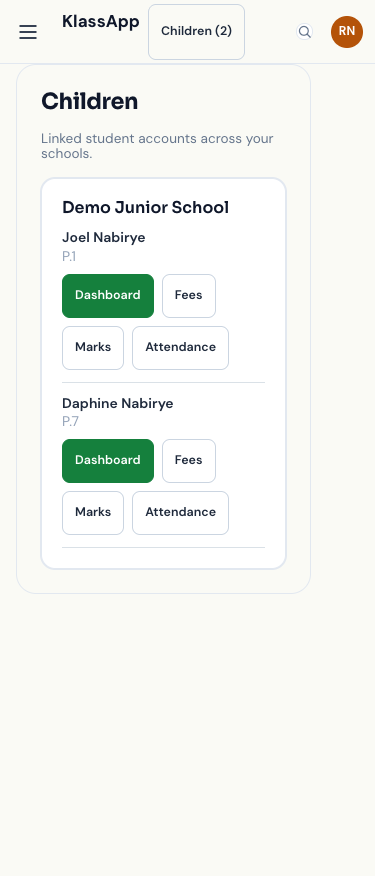 KlassApp
Children (2)
RN
Children
Linked student accounts across your
schools.
Demo Junior School
Joel Nabirye
P.1
Dashboard
Fees
Marks
Attendance
Daphine Nabirye
P.7
Dashboard
Fees
Marks
Attendance